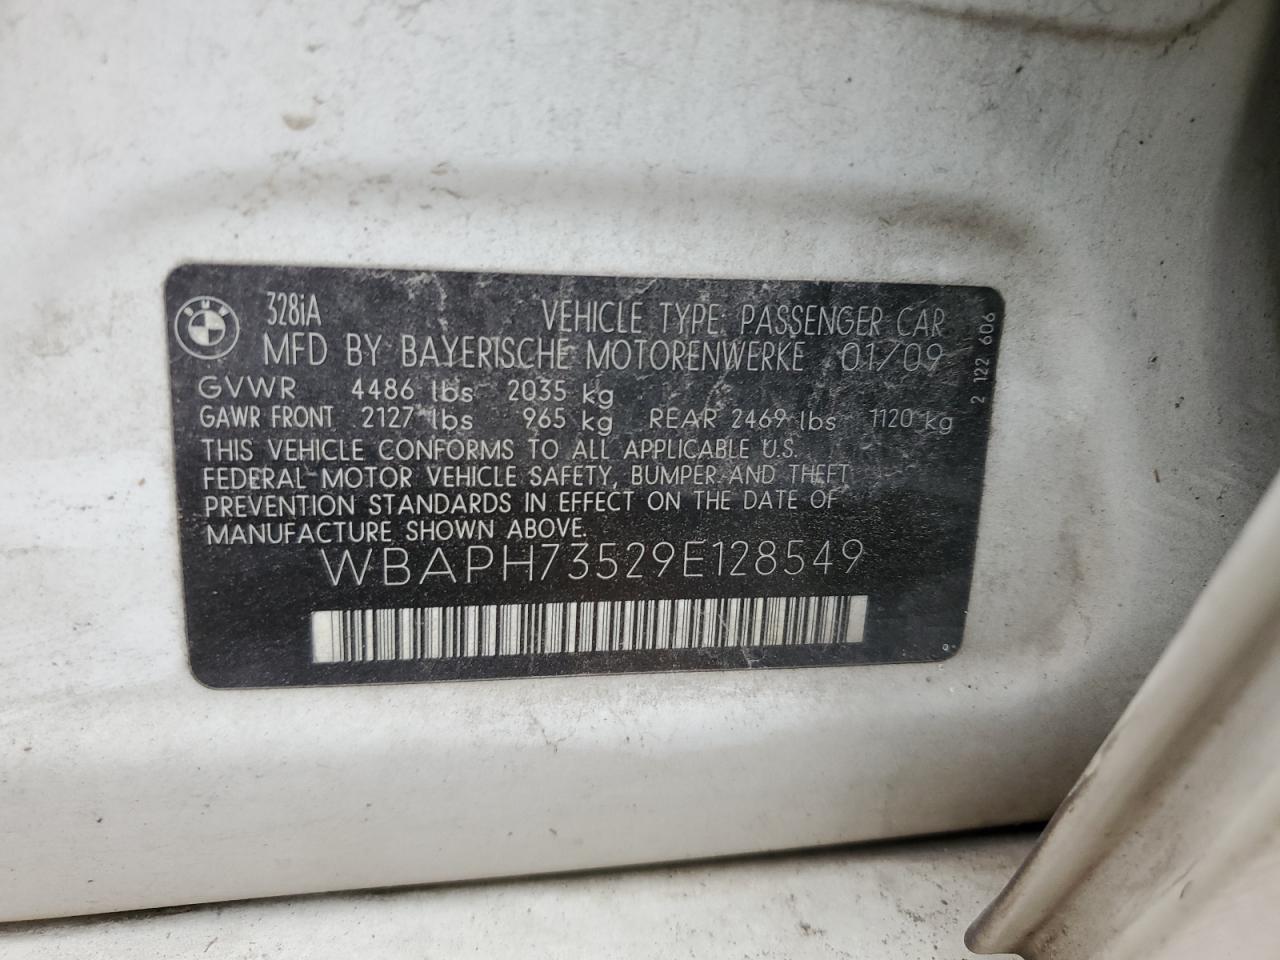 BMW
328iA
VEHICLE TYPE: PASSENGER CAR
MFD BY BAYERISCHE MOTORENWERKE 01/09
GVWR 4486 lbs 2035 kg
GAWR FRONT 2127 lbs 965 kg REAR 2469 lbs 1120 kg
THIS VEHICLE CONFORMS TO ALL APPLICABLE U.S.
FEDERAL-MOTOR VEHICLE SAFETY, BUMPER AND THEFT
PREVENTION STANDARDS IN EFFECT ON THE DATE OF
MANUFACTURE SHOWN ABOVE.
WBAPH73529E128549
2 122 606